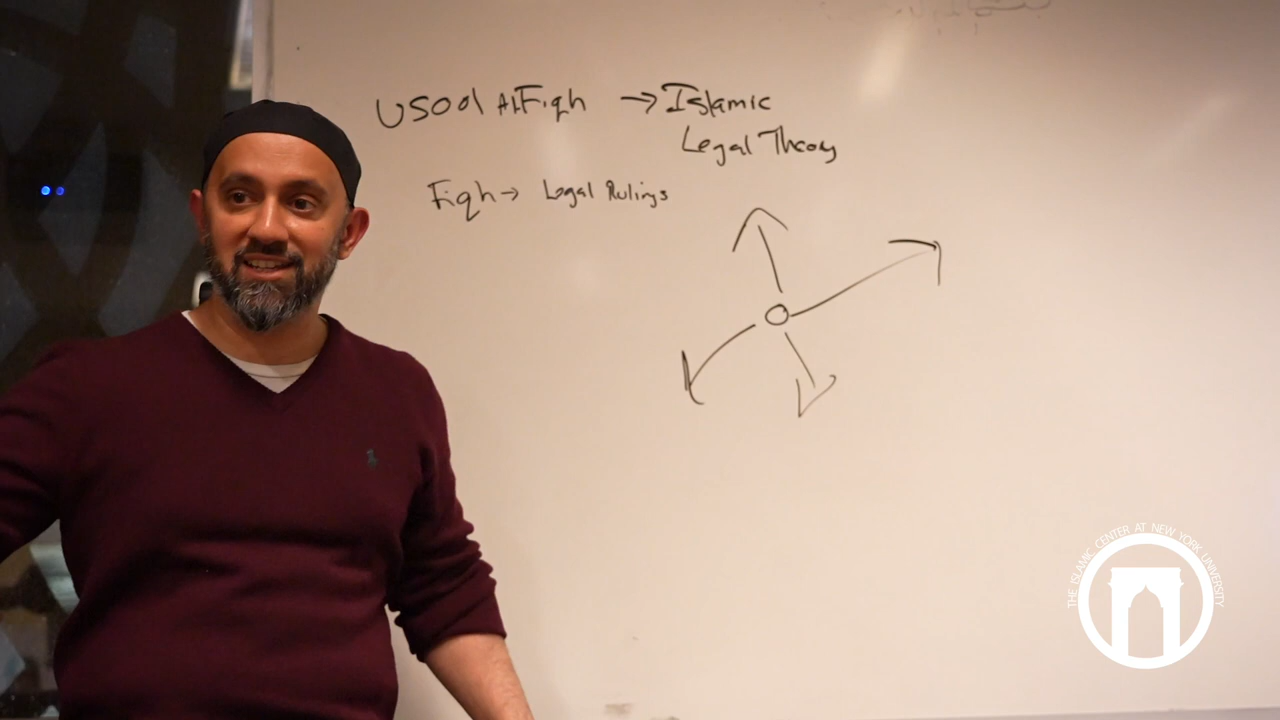 Usool Al Fiqh → Islamic
Legal Theory
Fiqh → Legal Rulings
THE ISLAMIC CENTER AT NEW YORK UNIVERSITY